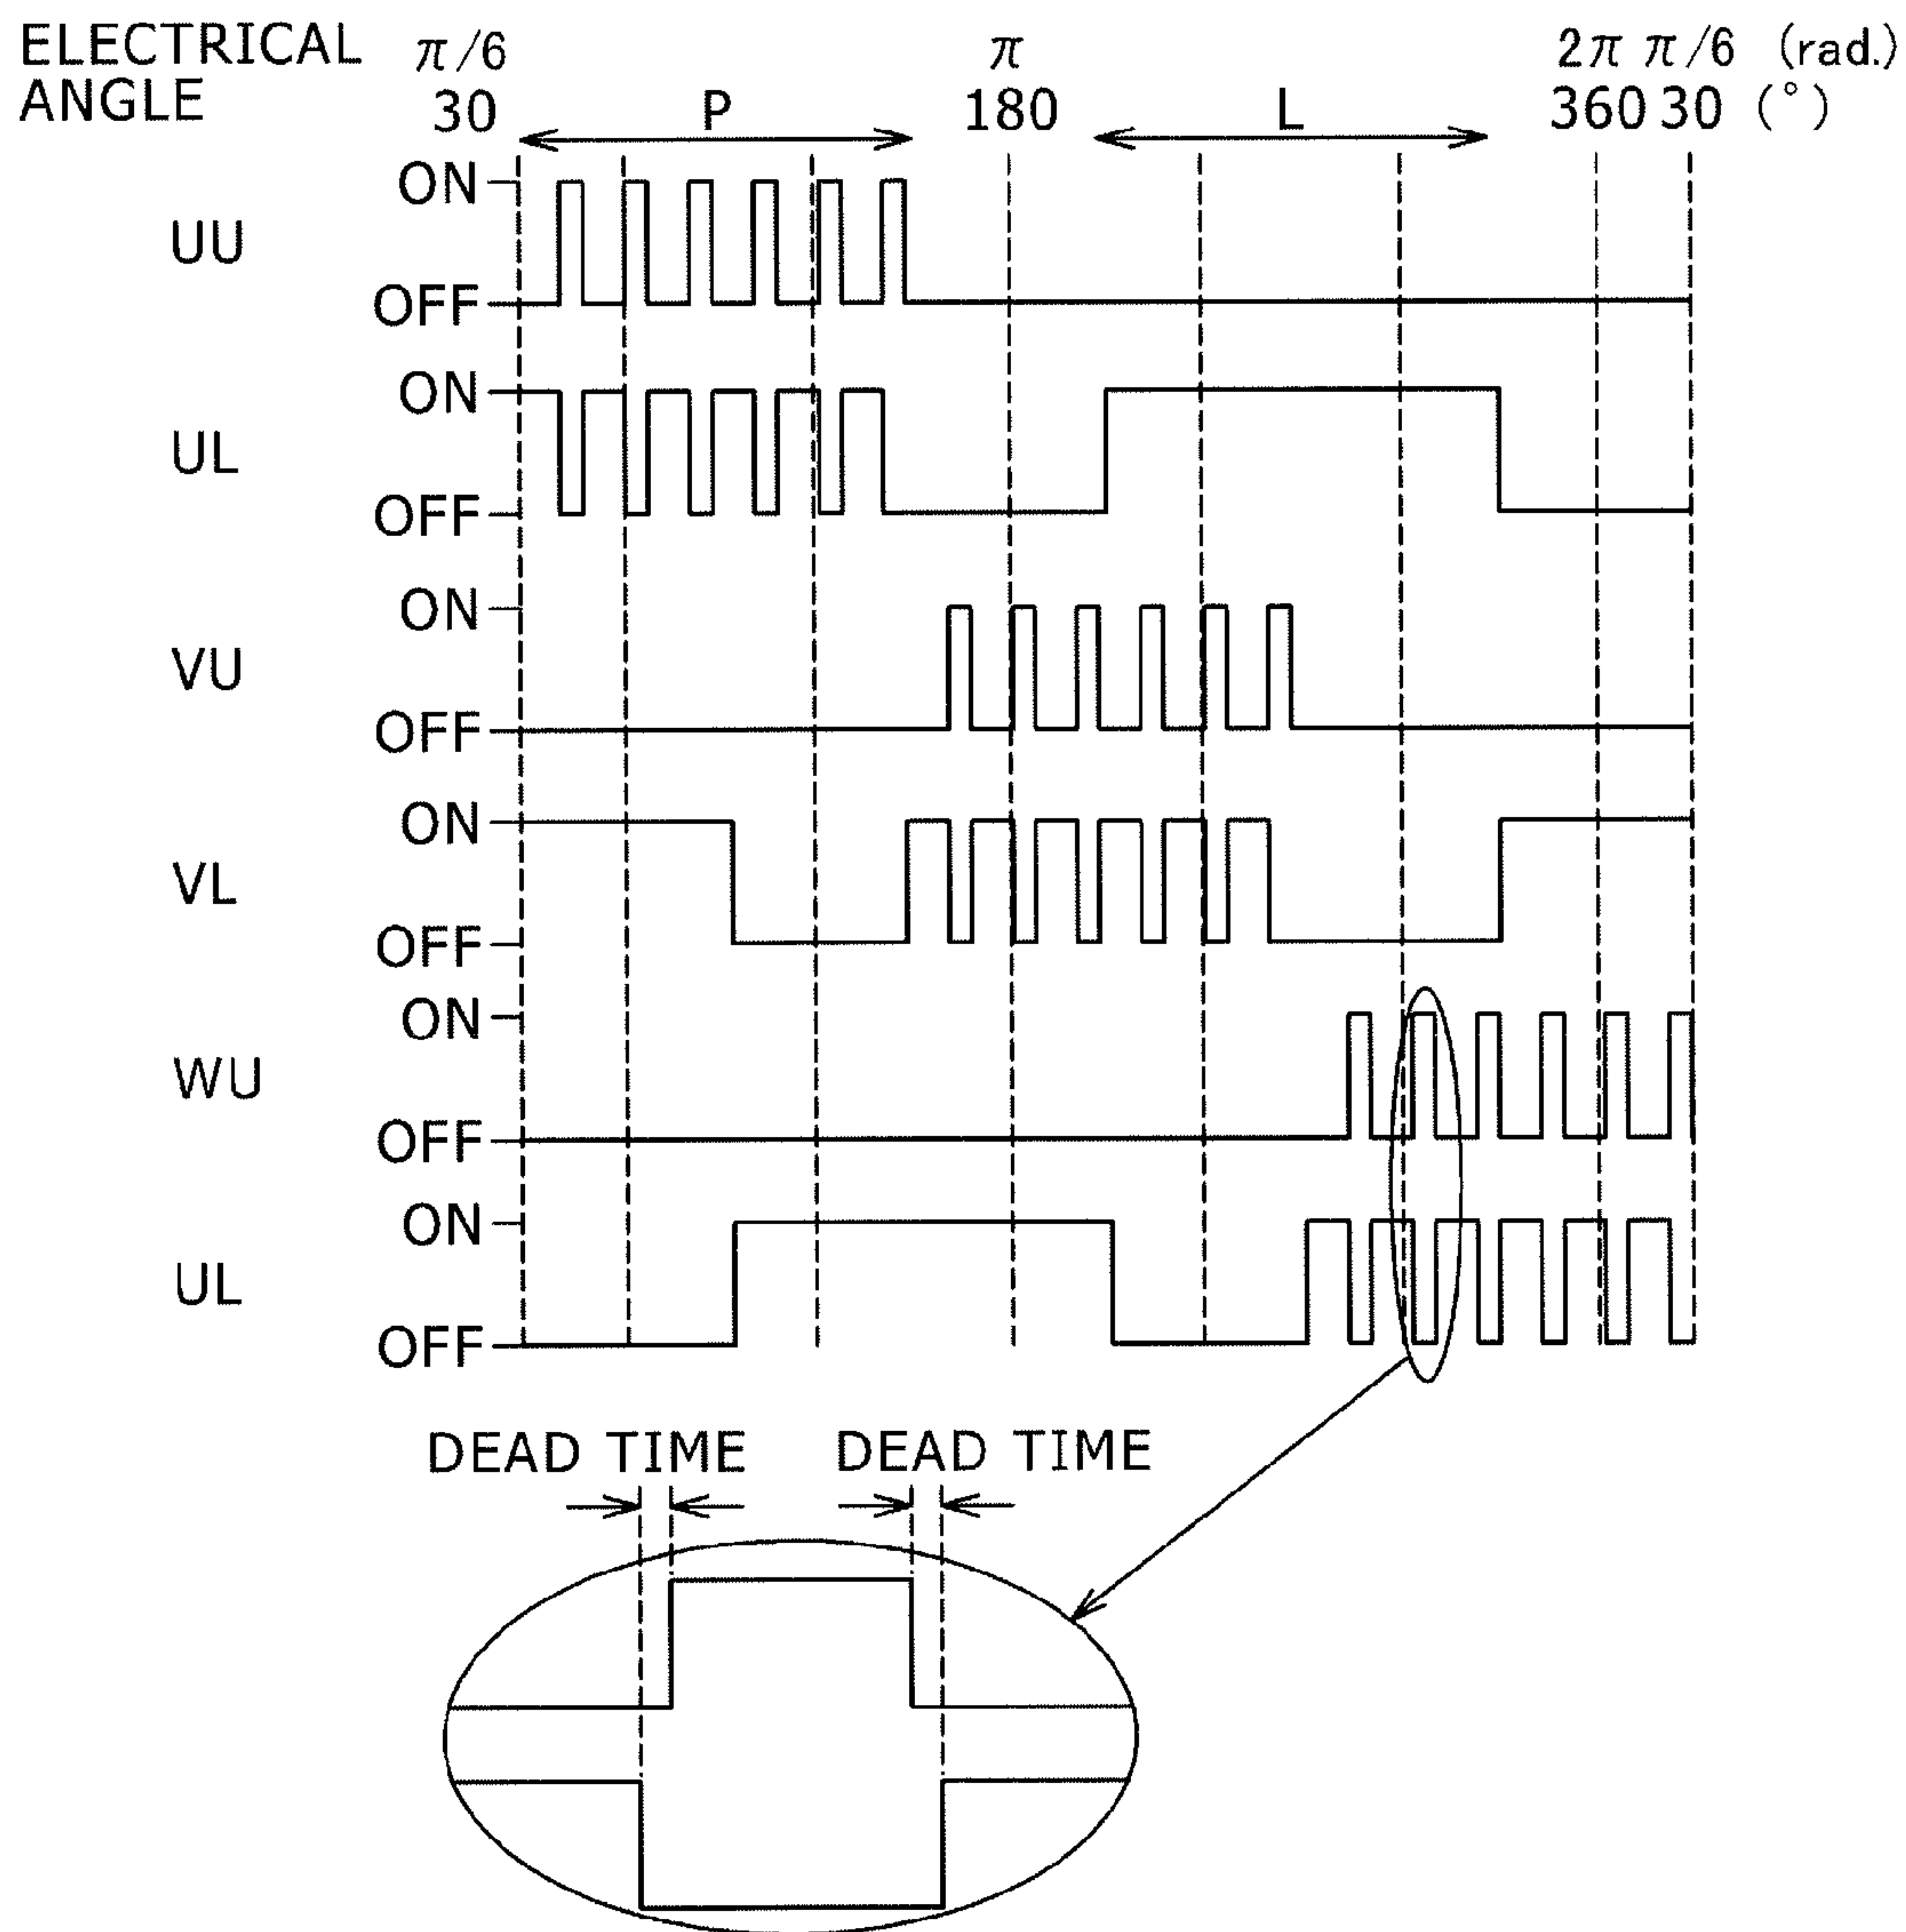 ELECTRICAL ANGLE
π/6 π 2π π/6 (rad.)
30 P 180 L 360 30 (°)
ON
UU
OFF
ON
UL
OFF
ON
VU
OFF
ON
VL
OFF
ON
WU
OFF
ON
UL
OFF
DEAD TIME DEAD TIME